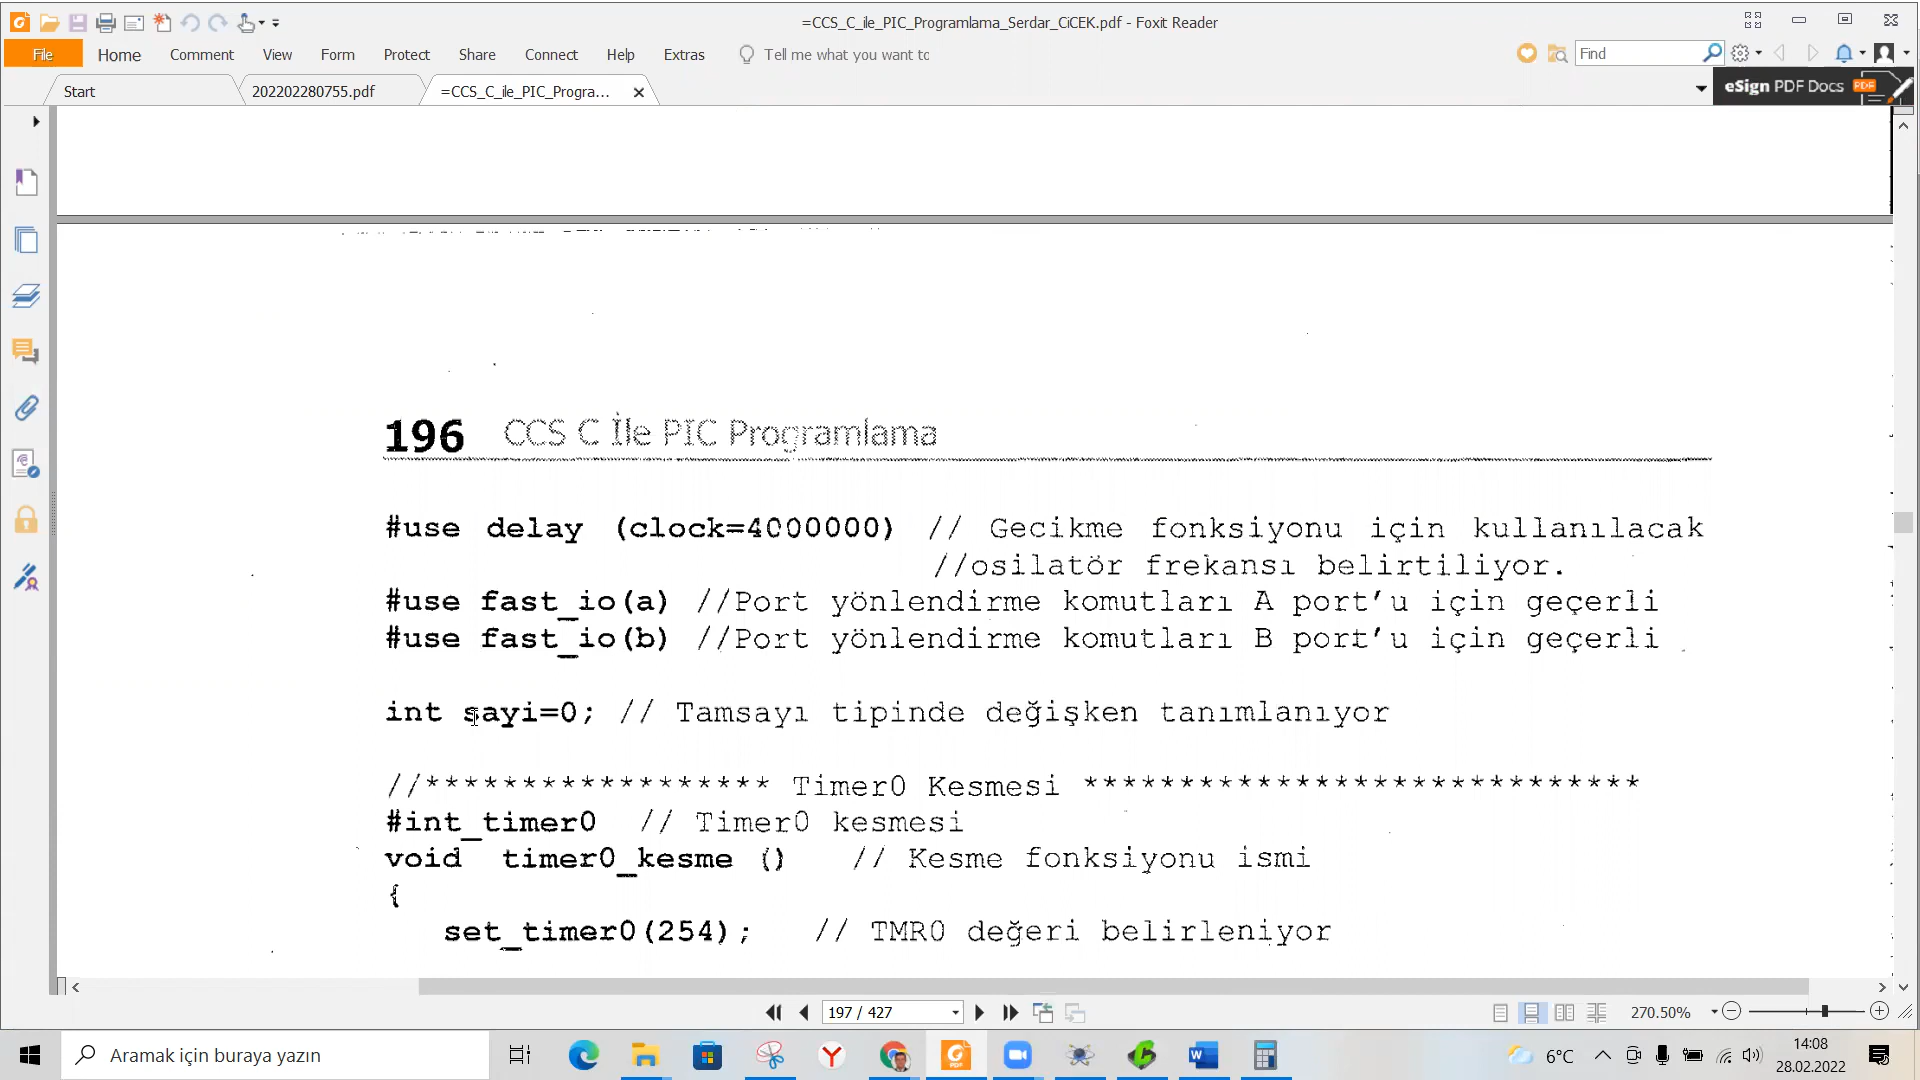 =CCS_C_ile_PIC_Programlama_Serdar_CiCEK.pdf - Foxit Reader
File Home Comment View Form Protect Share Connect Help Extras Tell me what you want to Find
Start 202202280755.pdf =CCS_C_ile_PIC_Progra... eSign PDF Docs PDF
196 CCS C İle PIC Programlama
#use delay (clock=4000000) // Gecikme fonksiyonu için kullanılacak
//osilatör frekansı belirtiliyor.
#use fast_io(a) //Port yönlendirme komutları A port'u için geçerli
#use fast_io(b) //Port yönlendirme komutları B port'u için geçerli
int sayi=0; // Tamsayı tipinde değişken tanımlanıyor
//****************** Timer0 Kesmesi *****************************
#int_timer0 // Timer0 kesmesi
void timer0_kesme () // Kesme fonksiyonu ismi
{
set_timer0(254); // TMR0 değeri belirleniyor
197 / 427 270.50%
Aramak için buraya yazın 6°C 14:08
28.02.2022